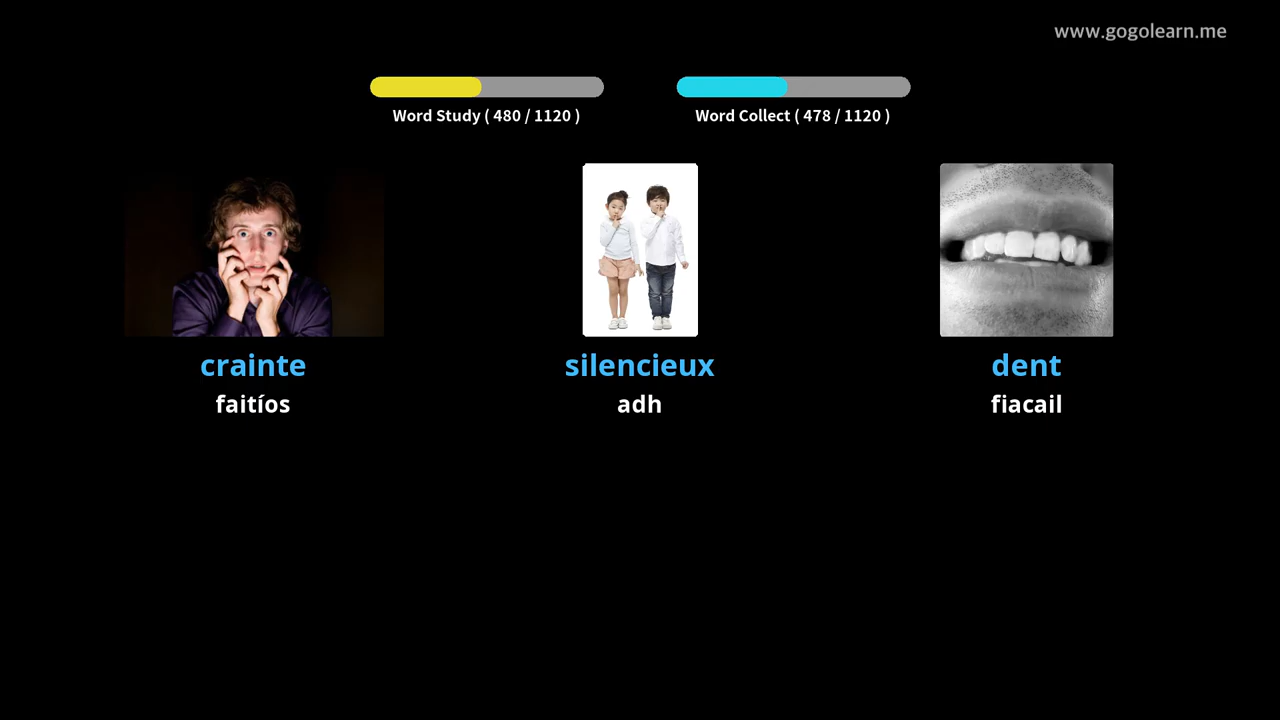 www.gogolearn.me
Word Study ( 480 / 1120 )
Word Collect ( 478 / 1120 )
crainte
faitíos
silencieux
adh
dent
fiacail